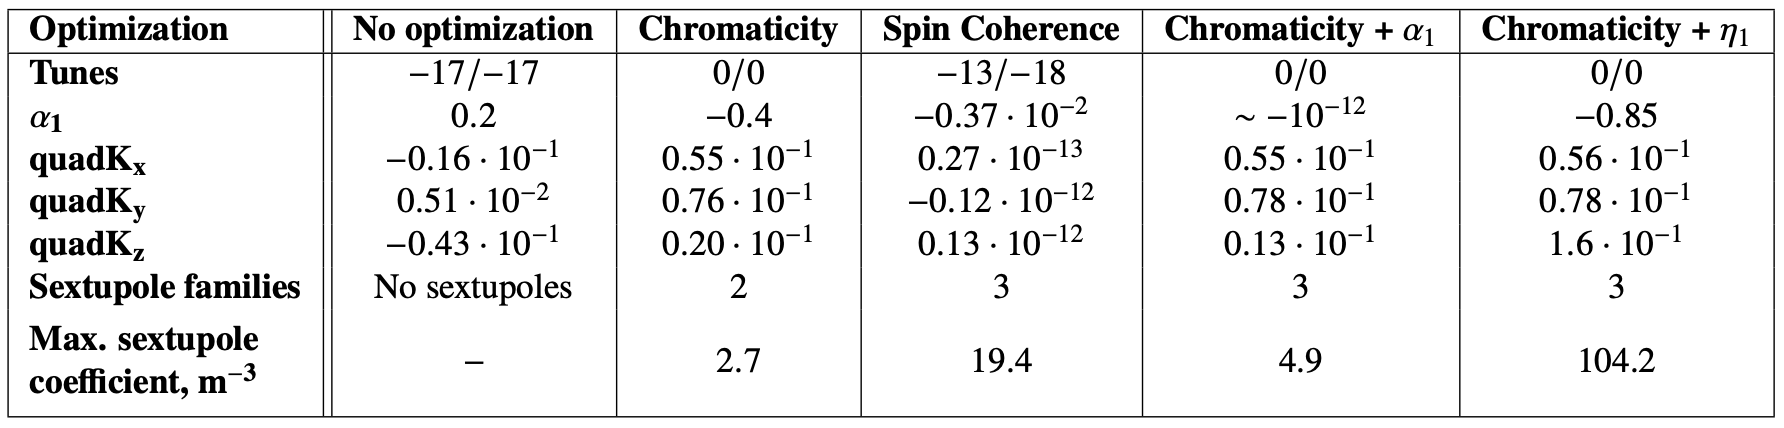 Optimization No optimization Chromaticity Spin Coherence Chromaticity + α₁ Chromaticity + η₁
Tunes −17/−17 0/0 −13/−18 0/0 0/0
α₁ 0.2 −0.4 −0.37 · 10⁻² ∼ −10⁻¹² −0.85
quadKₓ −0.16 · 10⁻¹ 0.55 · 10⁻¹ 0.27 · 10⁻¹³ 0.55 · 10⁻¹ 0.56 · 10⁻¹
quadK_y 0.51 · 10⁻² 0.76 · 10⁻¹ −0.12 · 10⁻¹² 0.78 · 10⁻¹ 0.78 · 10⁻¹
quadK_z −0.43 · 10⁻¹ 0.20 · 10⁻¹ 0.13 · 10⁻¹² 0.13 · 10⁻¹ 1.6 · 10⁻¹
Sextupole families No sextupoles 2 3 3 3
Max. sextupole
coefficient, m⁻³ – 2.7 19.4 4.9 104.2